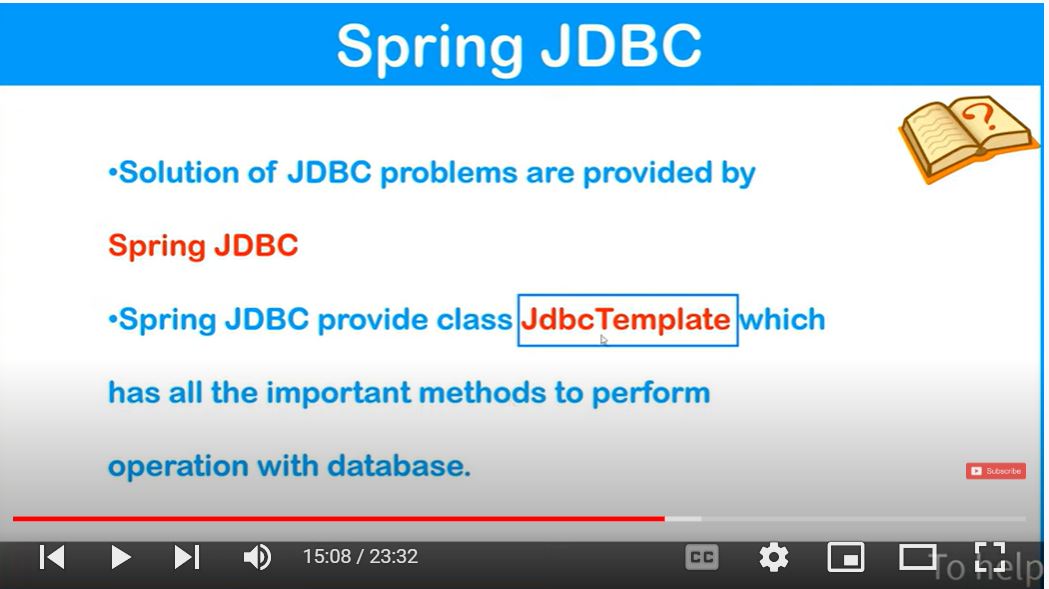 Spring JDBC
•Solution of JDBC problems are provided by
Spring JDBC
•Spring JDBC provide class JdbcTemplate which
has all the important methods to perform
operation with database.
Subscribe
15:08 / 23:32
CC
To help